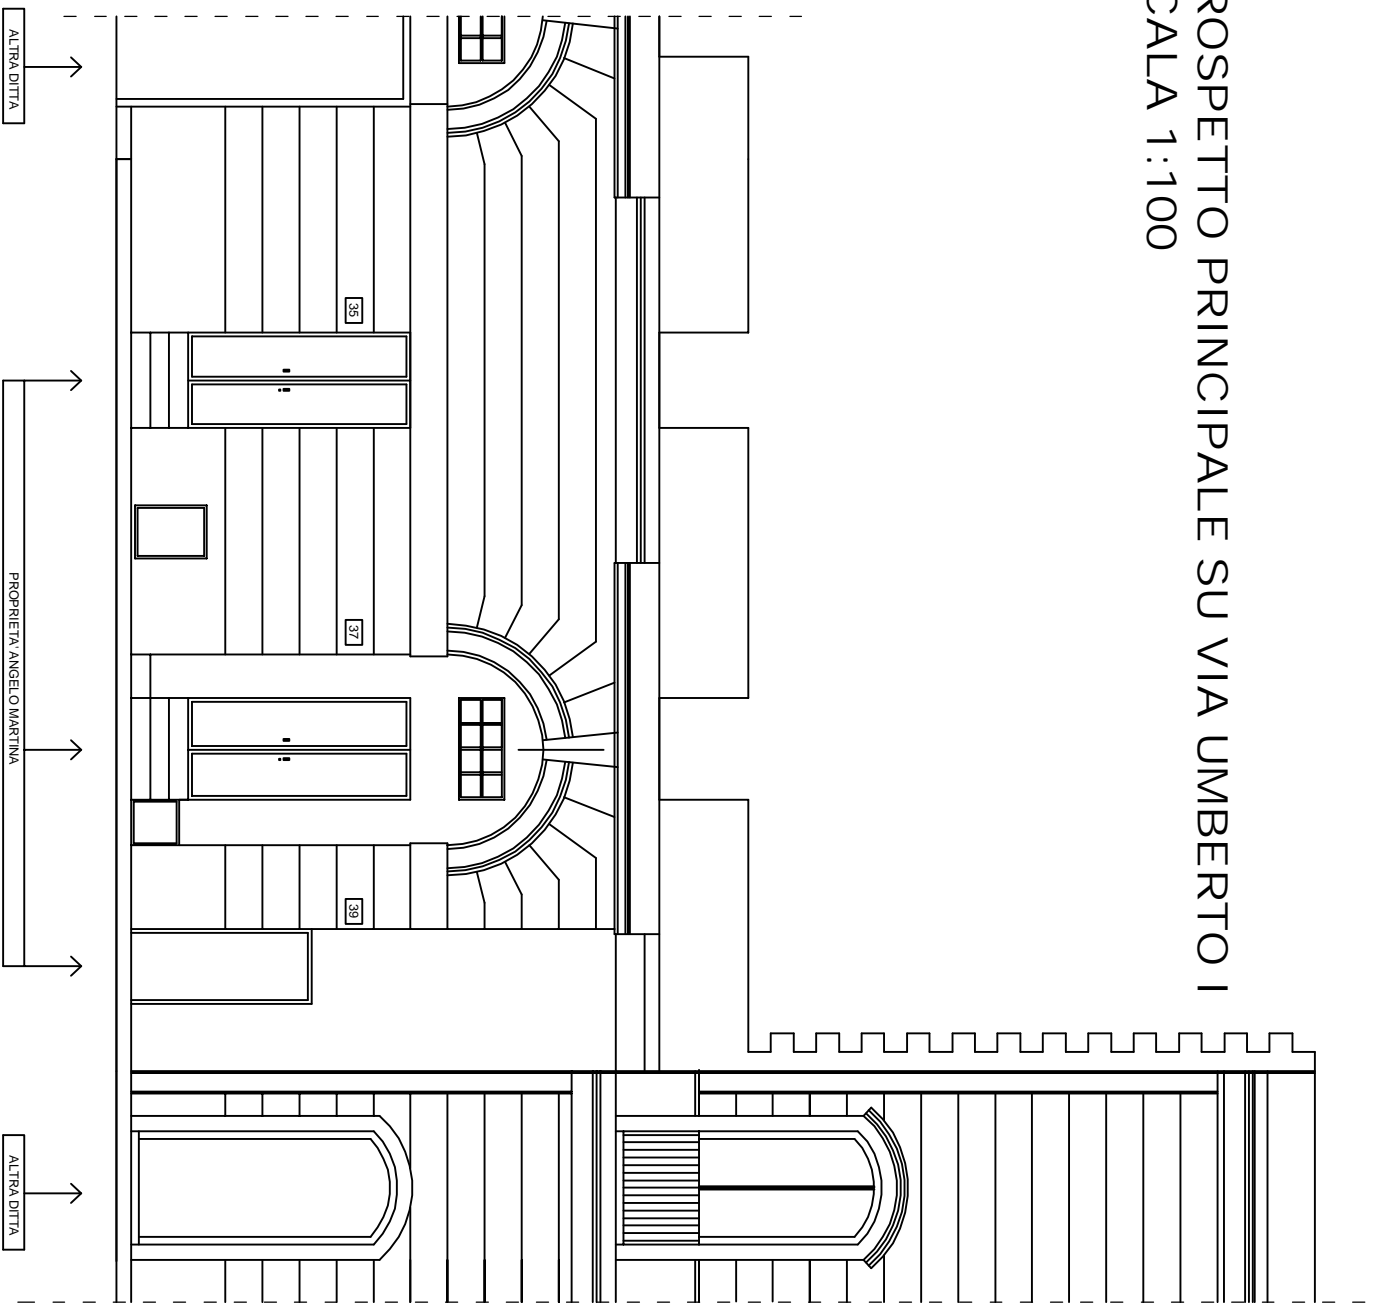 ROSPETTO PRINCIPALE SU VIA UMBERTO I
CALA 1:100
35
37
39
ALTRA DITTA
PROPRIETA' ANGELO MARTINA
ALTRA DITTA